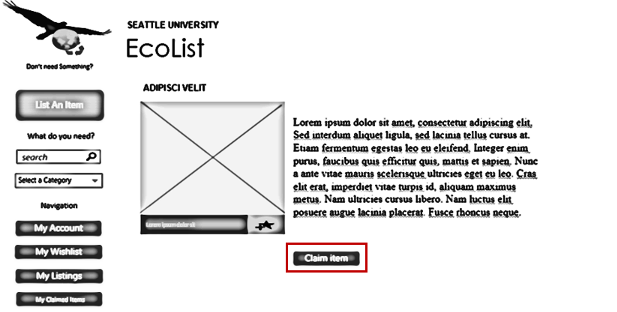 SEATTLE UNIVERSITY
EcoList
Don't need Something?
List An Item
What do you need?
search
Select a Category
Navigation
My Account
My Wishlist
My Listings
My Claimed Items
ADIPISCI VELIT
Lorem ipsum dolor sit amet, consectetur adipiscing elit.
Sed interdum aliquet ligula, sed lacinia tellus cursus at.
Etiam fermentum egestas leo eu eleifend. Integer enim
purus, faucibus quis efficitur quis, mattis et sapien. Nunc
a ante vitae mauris scelerisque ultricies eget eu leo. Cras
elit erat, imperdiet vitae turpis id, aliquam maximus
metus. Nam ultricies cursus libero. Nam luctus elit
posuere augue lacinia placerat. Fusce rhoncus neque.
Claim item